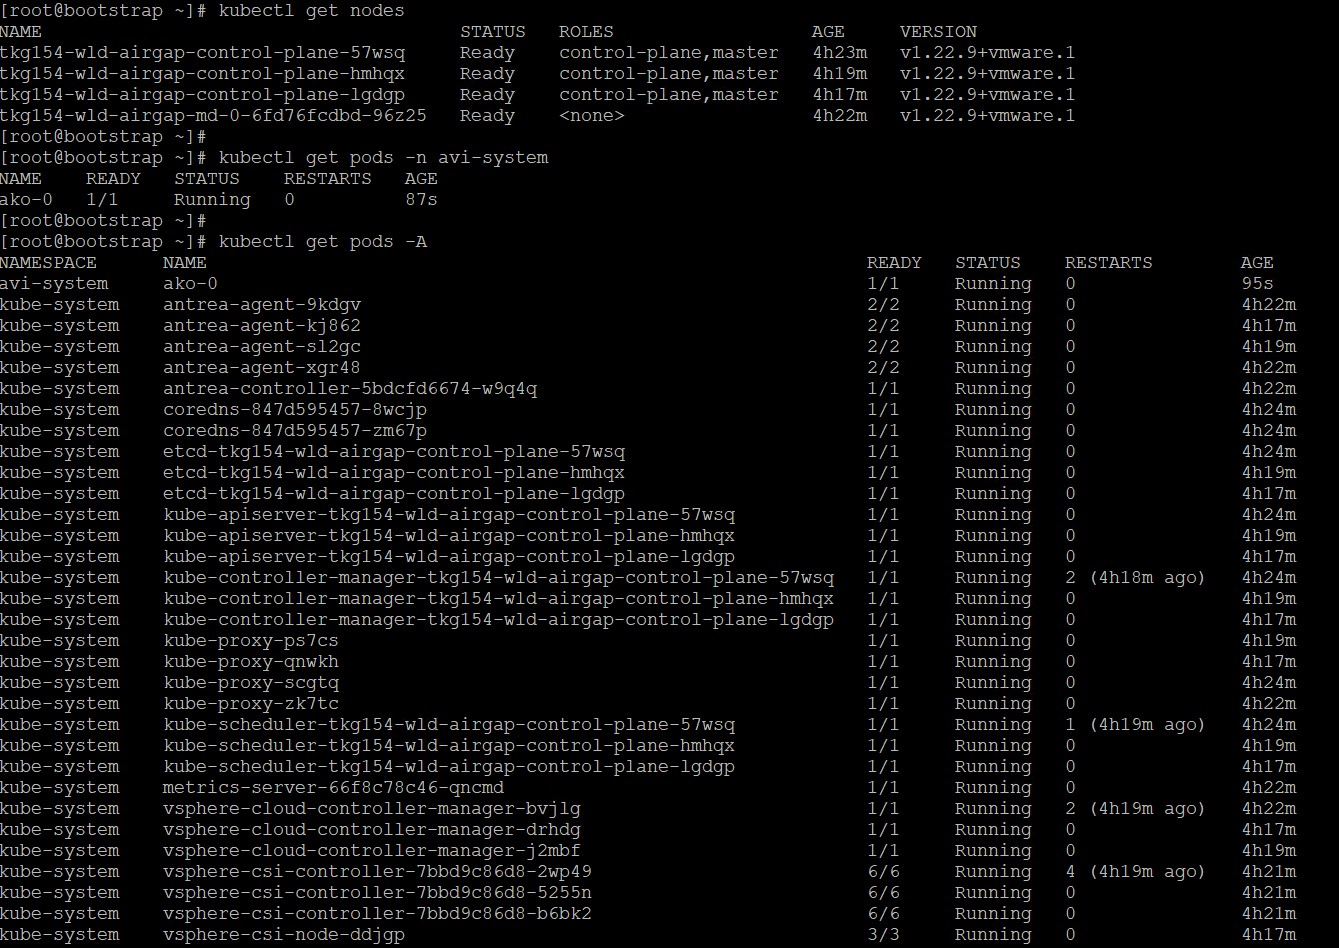 [root@bootstrap ~]# kubectl get nodes
NAME STATUS ROLES AGE VERSION
tkg154-wld-airgap-control-plane-57wsq Ready control-plane,master 4h23m v1.22.9+vmware.1
tkg154-wld-airgap-control-plane-hmhqx Ready control-plane,master 4h19m v1.22.9+vmware.1
tkg154-wld-airgap-control-plane-lgdgp Ready control-plane,master 4h17m v1.22.9+vmware.1
tkg154-wld-airgap-md-0-6fd76fcdbd-96z25 Ready <none> 4h22m v1.22.9+vmware.1
[root@bootstrap ~]#
[root@bootstrap ~]# kubectl get pods -n avi-system
NAME READY STATUS RESTARTS AGE
ako-0 1/1 Running 0 87s
[root@bootstrap ~]#
[root@bootstrap ~]# kubectl get pods -A
NAMESPACE NAME READY STATUS RESTARTS AGE
avi-system ako-0 1/1 Running 0 95s
kube-system antrea-agent-9kdgv 2/2 Running 0 4h22m
kube-system antrea-agent-kj862 2/2 Running 0 4h17m
kube-system antrea-agent-sl2gc 2/2 Running 0 4h19m
kube-system antrea-agent-xgr48 2/2 Running 0 4h22m
kube-system antrea-controller-5bdcfd6674-w9q4q 1/1 Running 0 4h22m
kube-system coredns-847d595457-8wcjp 1/1 Running 0 4h24m
kube-system coredns-847d595457-zm67p 1/1 Running 0 4h24m
kube-system etcd-tkg154-wld-airgap-control-plane-57wsq 1/1 Running 0 4h24m
kube-system etcd-tkg154-wld-airgap-control-plane-hmhqx 1/1 Running 0 4h19m
kube-system etcd-tkg154-wld-airgap-control-plane-lgdgp 1/1 Running 0 4h17m
kube-system kube-apiserver-tkg154-wld-airgap-control-plane-57wsq 1/1 Running 0 4h24m
kube-system kube-apiserver-tkg154-wld-airgap-control-plane-hmhqx 1/1 Running 0 4h19m
kube-system kube-apiserver-tkg154-wld-airgap-control-plane-lgdgp 1/1 Running 0 4h17m
kube-system kube-controller-manager-tkg154-wld-airgap-control-plane-57wsq 1/1 Running 2 (4h18m ago) 4h24m
kube-system kube-controller-manager-tkg154-wld-airgap-control-plane-hmhqx 1/1 Running 0 4h19m
kube-system kube-controller-manager-tkg154-wld-airgap-control-plane-lgdgp 1/1 Running 0 4h17m
kube-system kube-proxy-ps7cs 1/1 Running 0 4h19m
kube-system kube-proxy-qnwkh 1/1 Running 0 4h17m
kube-system kube-proxy-scgtq 1/1 Running 0 4h24m
kube-system kube-proxy-zk7tc 1/1 Running 0 4h22m
kube-system kube-scheduler-tkg154-wld-airgap-control-plane-57wsq 1/1 Running 1 (4h19m ago) 4h24m
kube-system kube-scheduler-tkg154-wld-airgap-control-plane-hmhqx 1/1 Running 0 4h19m
kube-system kube-scheduler-tkg154-wld-airgap-control-plane-lgdgp 1/1 Running 0 4h17m
kube-system metrics-server-66f8c78c46-qncmd 1/1 Running 0 4h22m
kube-system vsphere-cloud-controller-manager-bvjlg 1/1 Running 2 (4h19m ago) 4h22m
kube-system vsphere-cloud-controller-manager-drhdg 1/1 Running 0 4h17m
kube-system vsphere-cloud-controller-manager-j2mbf 1/1 Running 0 4h19m
kube-system vsphere-csi-controller-7bbd9c86d8-2wp49 6/6 Running 4 (4h19m ago) 4h21m
kube-system vsphere-csi-controller-7bbd9c86d8-5255n 6/6 Running 0 4h21m
kube-system vsphere-csi-controller-7bbd9c86d8-b6bk2 6/6 Running 0 4h21m
kube-system vsphere-csi-node-ddjgp 3/3 Running 0 4h17m